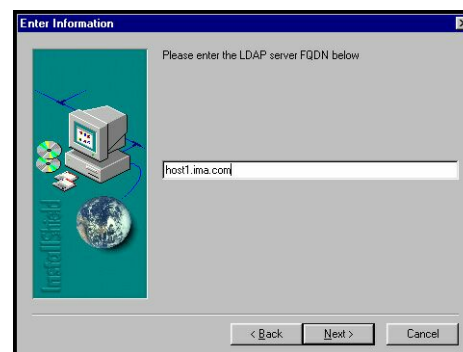 Enter Information
Please enter the LDAP server FQDN below
host1.ima.com
InstallShield
< Back
Next >
Cancel